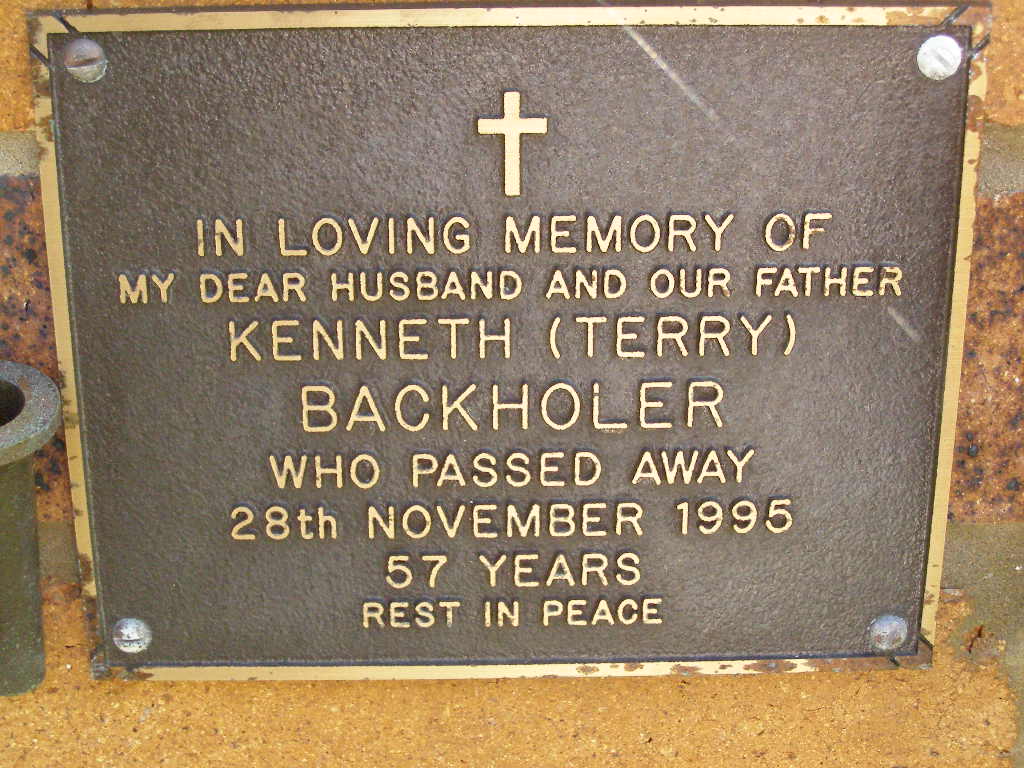 IN LOVING MEMORY OF
MY DEAR HUSBAND AND OUR FATHER
KENNETH (TERRY)
BACKHOLER
WHO PASSED AWAY
28th NOVEMBER 1995
57 YEARS
REST IN PEACE